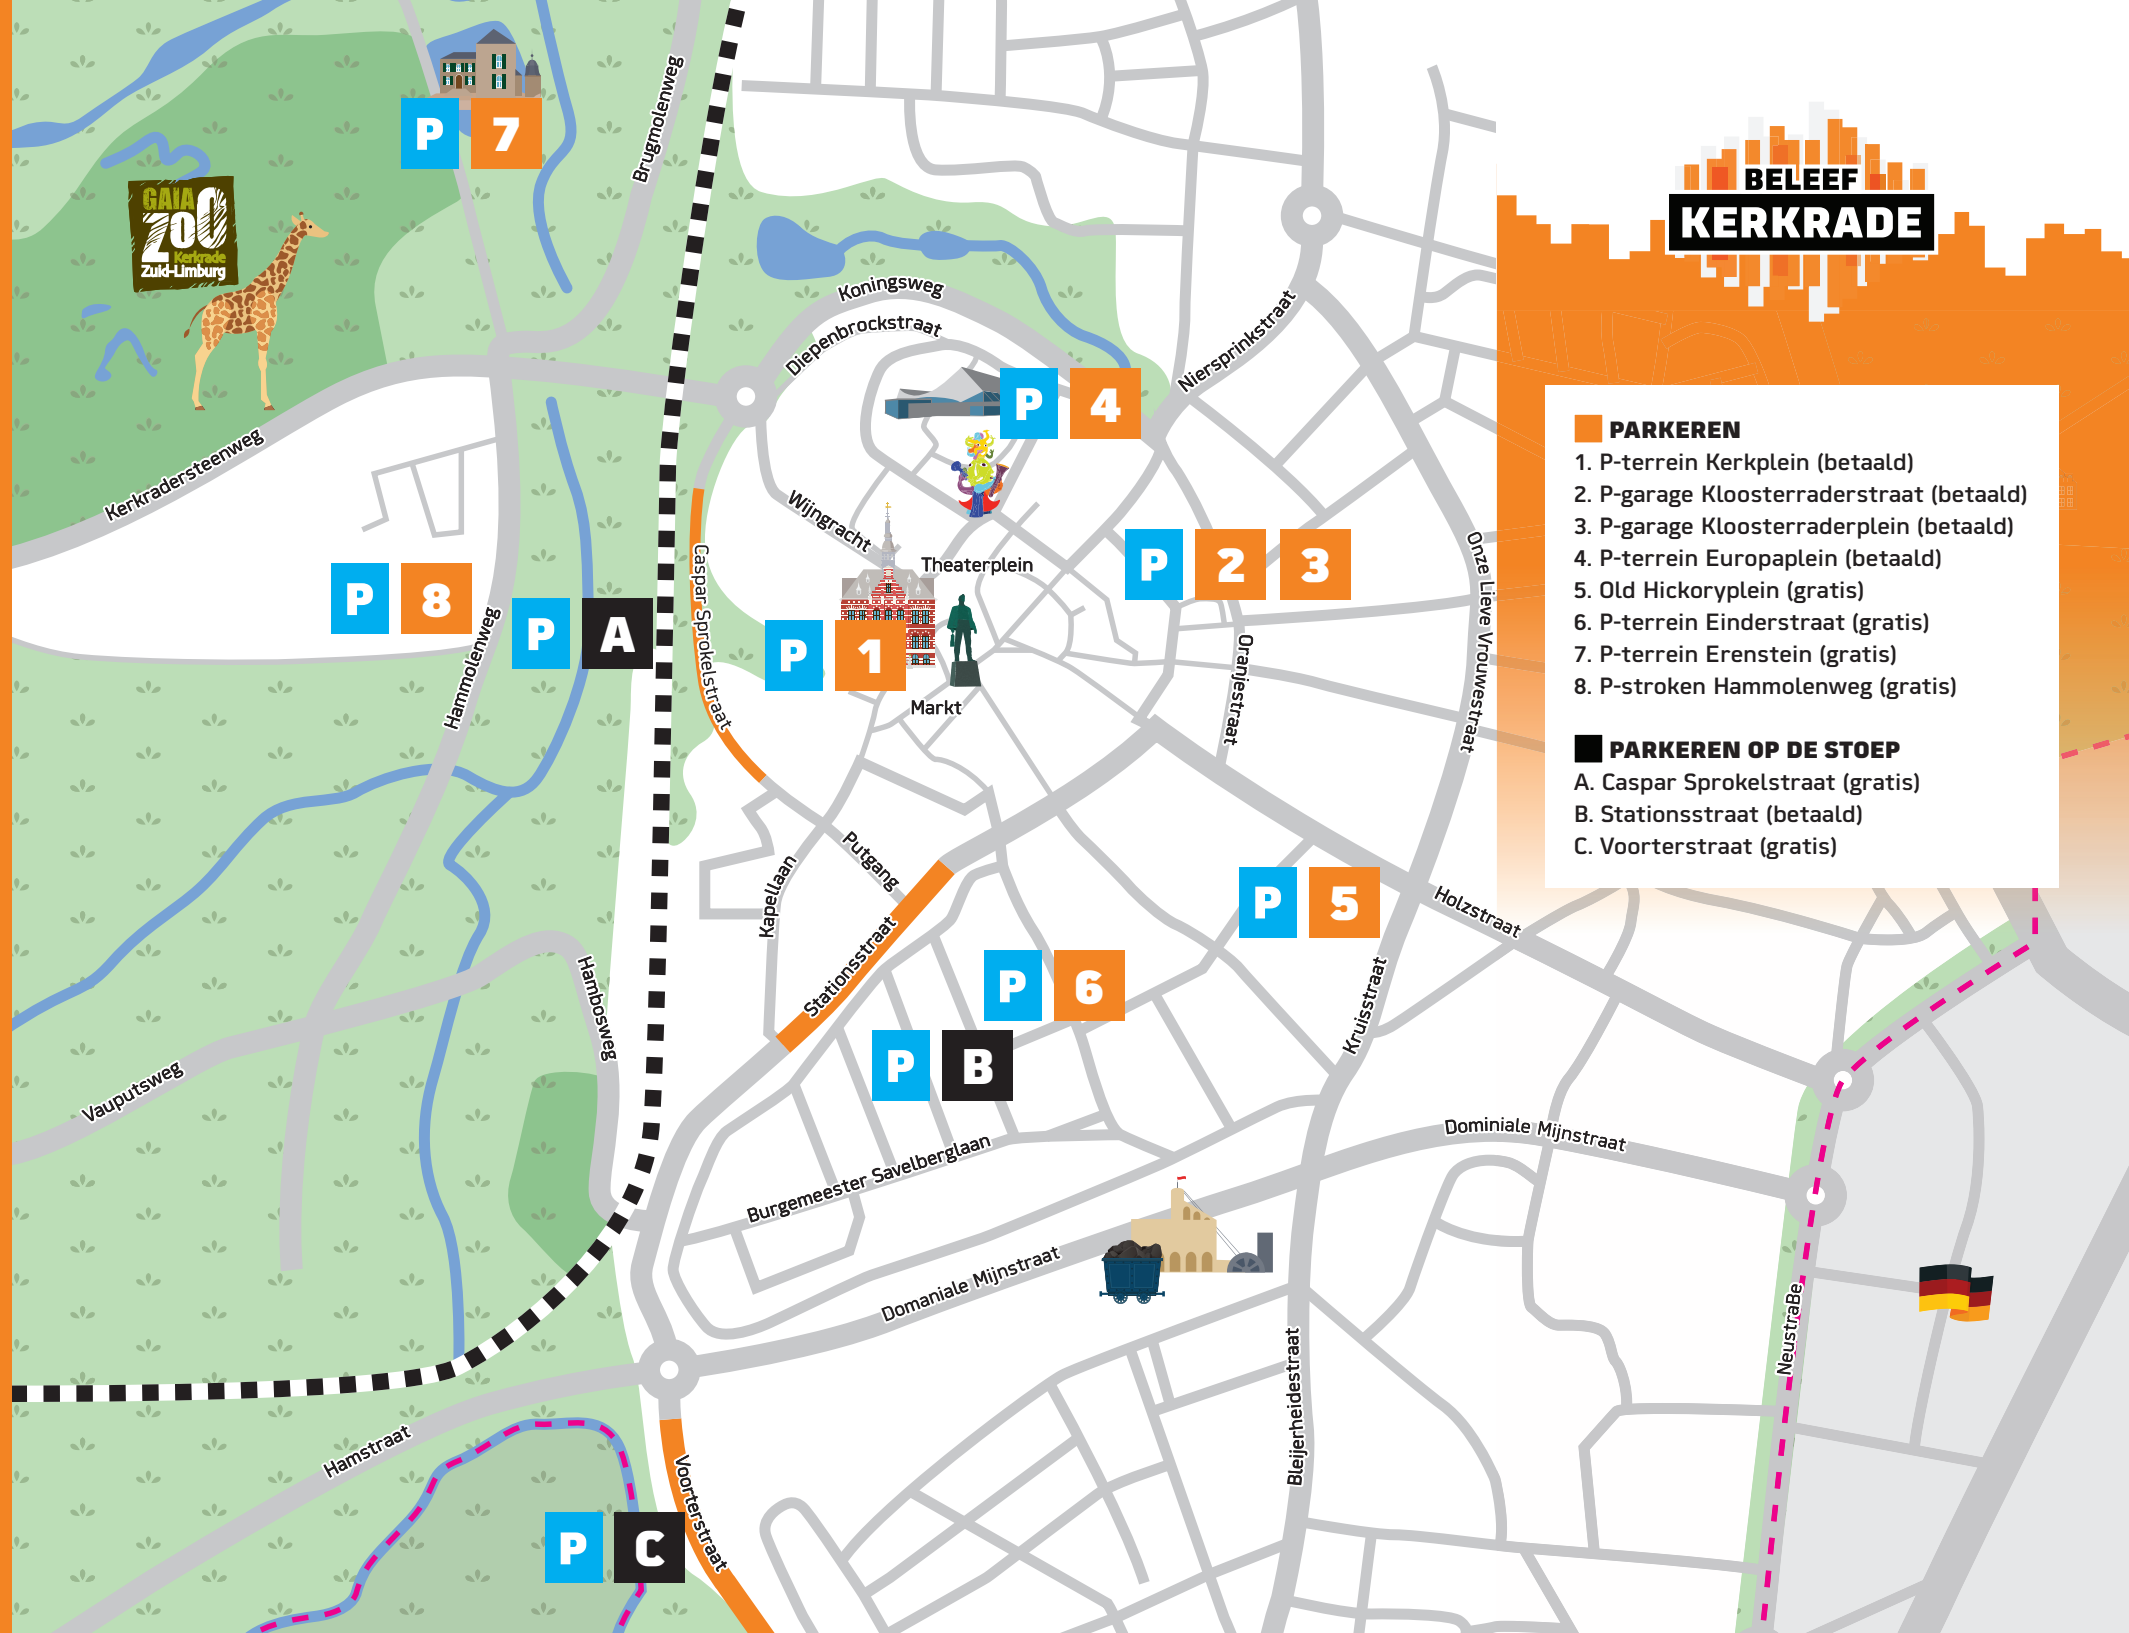 BELEEF
KERKRADE
PARKEREN
1. P-terrein Kerkplein (betaald)
2. P-garage Kloosterraderstraat (betaald)
3. P-garage Kloosterraderplein (betaald)
4. P-terrein Europaplein (betaald)
5. Old Hickoryplein (gratis)
6. P-terrein Einderstraat (gratis)
7. P-terrein Erenstein (gratis)
8. P-stroken Hammolenweg (gratis)
PARKEREN OP DE STOEP
A. Caspar Sprokelstraat (gratis)
B. Stationsstraat (betaald)
C. Voorterstraat (gratis)
P 7
Brugmolenweg
GAIA
ZOO
Kerkrade
Zuid-Limburg
Koningsweg
Diepenbrockstraat
Niersprinkstraat
P 4
Kerkradersteenweg
Wijngracht
Theaterplein
P 2 3
Onze Lieve Vrouwestraat
Caspar Sprokelstraat
P 8
P A
Hammolenweg
P 1
Oranjestraat
Markt
Putgang
Kapellaan
P 5
Holzstraat
Stationsstraat
P 6
Kruisstraat
Hambosweg
P B
Vauputsweg
Dominiale Mijnstraat
Burgemeester Savelberglaan
Domaniale Mijnstraat
NeustraBe
Bleijerheidestraat
Hamstraat
Voorterstraat
P C